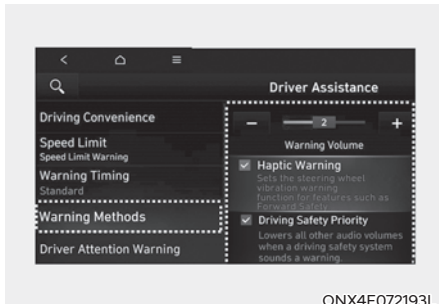 Driver Assistance
Driving Convenience
Speed Limit
Speed Limit Warning
Warning Timing
Standard
Warning Methods
Driver Attention Warning
− 2 +
Warning Volume
Haptic Warning
Sets the steering wheel
vibration warning
function for features such as
Forward Safety.
Driving Safety Priority
Lowers all other audio volumes
when a driving safety system
sounds a warning.
ONX4E072193L